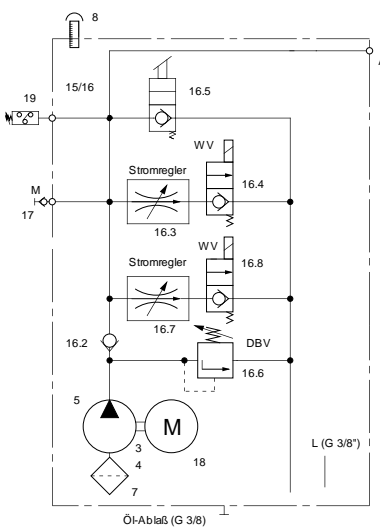 8
15/16
19
16.5
WV
M
Stromregler
16.4
17
16.3
WV
Stromregler
16.8
16.2
16.7
DBV
16.6
5
M
3
4
18
L (G 3/8")
7
Öl-Ablaß (G 3/8)